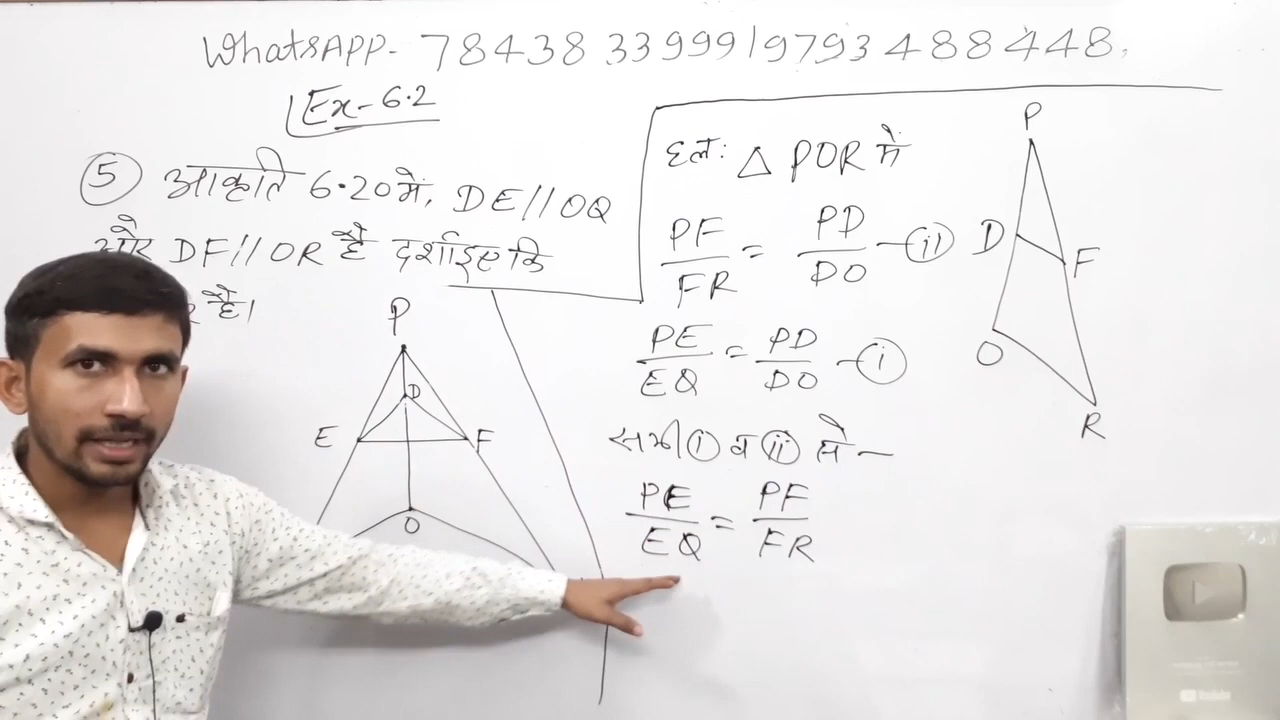 WhatsAPP- 78438 33999 | 9793 488448,
Ex-6.2
(5) आकृति 6.20 में, DE//OQ
और DF//OR है दर्शाइए कि
है।
P
D
E
F
O
हल: △ POR में
PF/FR = PD/DO -(ii)
PE/EQ = PD/DO -(i)
समी (i) व (ii) से -
PE/EQ = PF/FR
P
D
F
O
R
YouTube